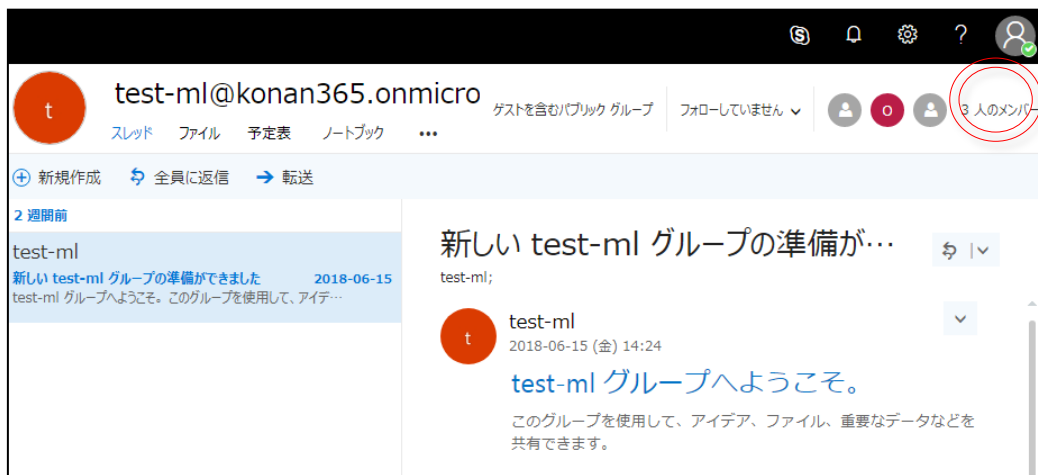 t
test-ml@konan365.onmicro
ゲストを含むパブリック グループ
フォローしていません
O
3 人のメンバー
スレッド ファイル 予定表 ノートブック •••
新規作成 全員に返信 転送
2 週間前
test-ml
新しい test-ml グループの準備ができました 2018-06-15
test-ml グループへようこそ。このグループを使用して、アイデ…
新しい test-ml グループの準備が…
test-ml;
t
test-ml
2018-06-15 (金) 14:24
test-ml グループへようこそ。
このグループを使用して、アイデア、ファイル、重要なデータなどを
共有できます。